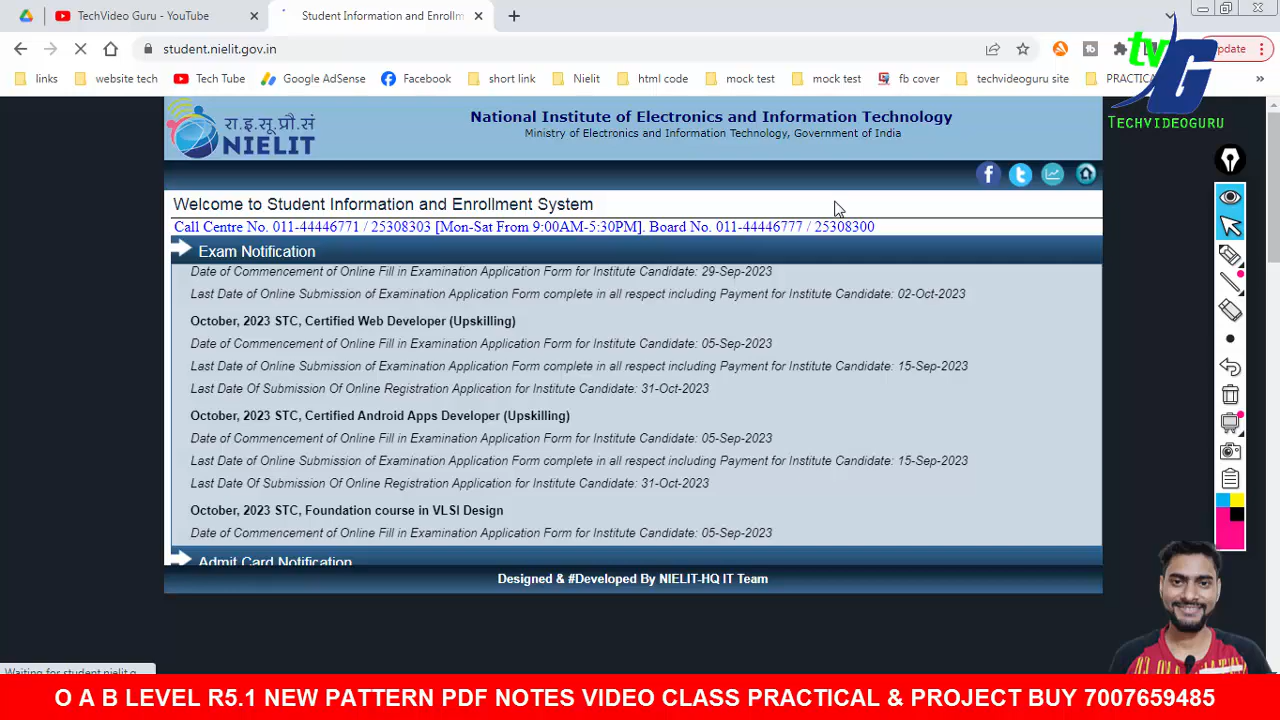 TechVideo Guru - YouTube
Student Information and Enrollm
student.nielit.gov.in
Update
links
website tech
Tech Tube
Google AdSense
Facebook
short link
Nielit
html code
mock test
mock test
fb cover
techvideoguru site
PRACTICA
tv
G
TECHVIDEOGURU
रा.इ.सू.प्रौ.सं
NIELIT
National Institute of Electronics and Information Technology
Ministry of Electronics and Information Technology, Government of India
Welcome to Student Information and Enrollment System
Call Centre No. 011-44446771 / 25308303 [Mon-Sat From 9:00AM-5:30PM]. Board No. 011-44446777 / 25308300
Exam Notification
Date of Commencement of Online Fill in Examination Application Form for Institute Candidate: 29-Sep-2023
Last Date of Online Submission of Examination Application Form complete in all respect including Payment for Institute Candidate: 02-Oct-2023
October, 2023 STC, Certified Web Developer (Upskilling)
Date of Commencement of Online Fill in Examination Application Form for Institute Candidate: 05-Sep-2023
Last Date of Online Submission of Examination Application Form complete in all respect including Payment for Institute Candidate: 15-Sep-2023
Last Date Of Submission Of Online Registration Application for Institute Candidate: 31-Oct-2023
October, 2023 STC, Certified Android Apps Developer (Upskilling)
Date of Commencement of Online Fill in Examination Application Form for Institute Candidate: 05-Sep-2023
Last Date of Online Submission of Examination Application Form complete in all respect including Payment for Institute Candidate: 15-Sep-2023
Last Date Of Submission Of Online Registration Application for Institute Candidate: 31-Oct-2023
October, 2023 STC, Foundation course in VLSI Design
Date of Commencement of Online Fill in Examination Application Form for Institute Candidate: 05-Sep-2023
Admit Card Notification
Designed & #Developed By NIELIT-HQ IT Team
Waiting for student.nielit.g
O A B LEVEL R5.1 NEW PATTERN PDF NOTES VIDEO CLASS PRACTICAL & PROJECT BUY 7007659485